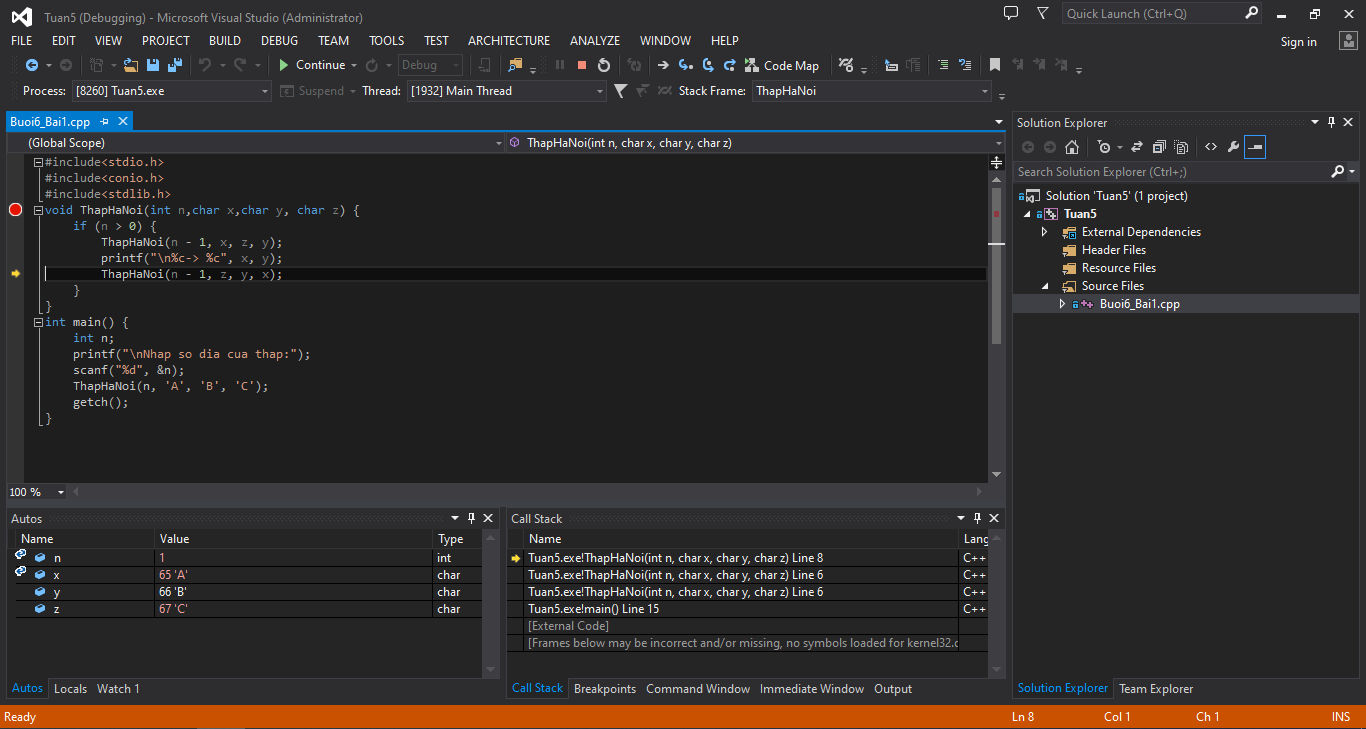 Tuan5 (Debugging) - Microsoft Visual Studio (Administrator)
Quick Launch (Ctrl+Q)
FILE EDIT VIEW PROJECT BUILD DEBUG TEAM TOOLS TEST ARCHITECTURE ANALYZE WINDOW HELP
Sign in
Continue
Debug
Code Map
Process: [8260] Tuan5.exe
Suspend
Thread: [1932] Main Thread
Stack Frame: ThapHaNoi
Buoi6_Bai1.cpp
(Global Scope)
ThapHaNoi(int n, char x, char y, char z)
#include<stdio.h>
#include<conio.h>
#include<stdlib.h>
void ThapHaNoi(int n,char x,char y, char z) {
if (n > 0) {
ThapHaNoi(n - 1, x, z, y);
printf("\n%c-> %c", x, y);
ThapHaNoi(n - 1, z, y, x);
}
}
int main() {
int n;
printf("\nNhap so dia cua thap:");
scanf("%d", &n);
ThapHaNoi(n, 'A', 'B', 'C');
getch();
}
100 %
Autos
Name Value Type
n 1 int
x 65 'A' char
y 66 'B' char
z 67 'C' char
Autos Locals Watch 1
Call Stack
Name Lang
Tuan5.exe!ThapHaNoi(int n, char x, char y, char z) Line 8 C++
Tuan5.exe!ThapHaNoi(int n, char x, char y, char z) Line 6 C++
Tuan5.exe!ThapHaNoi(int n, char x, char y, char z) Line 6 C++
Tuan5.exe!main() Line 15 C++
[External Code]
[Frames below may be incorrect and/or missing, no symbols loaded for kernel32.c
Call Stack Breakpoints Command Window Immediate Window Output
Solution Explorer
Search Solution Explorer (Ctrl+;)
Solution 'Tuan5' (1 project)
Tuan5
External Dependencies
Header Files
Resource Files
Source Files
Buoi6_Bai1.cpp
Solution Explorer Team Explorer
Ready
Ln 8 Col 1 Ch 1 INS